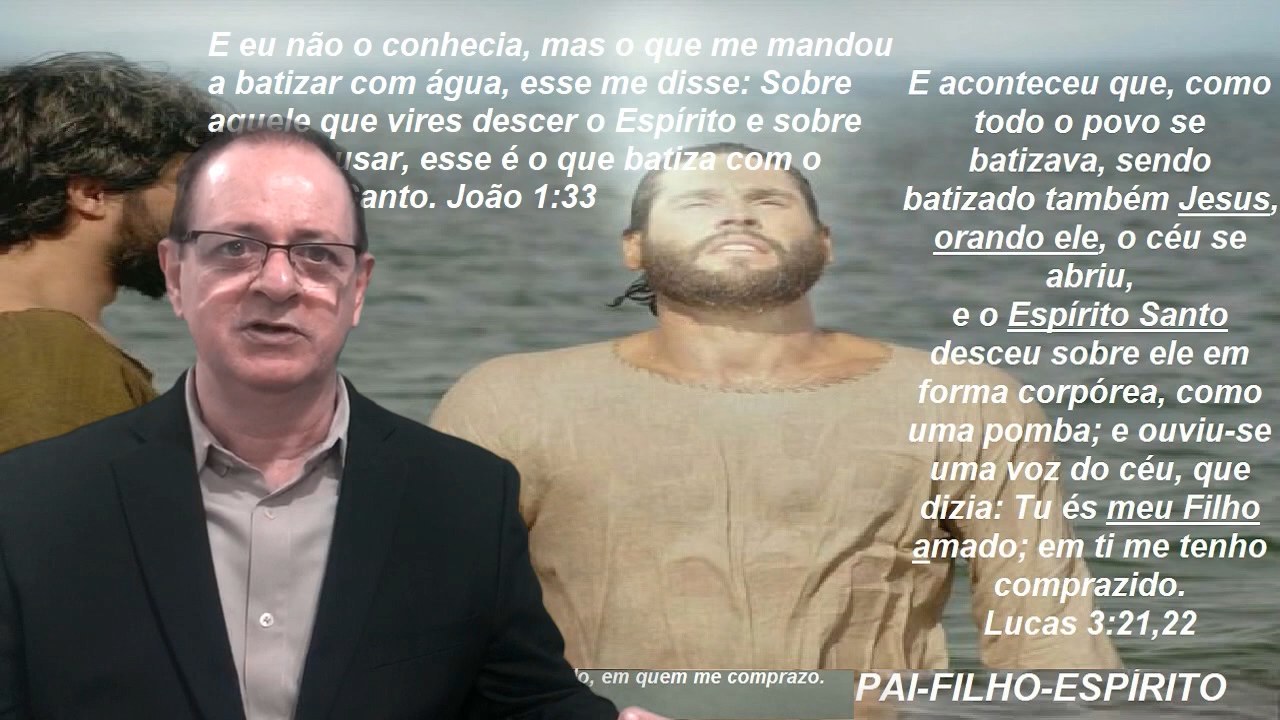 E eu não o conhecia, mas o que me mandou
a batizar com água, esse me disse: Sobre
aquele que vires descer o Espírito e sobre
usar, esse é o que batiza com o
anto. João 1:33
E aconteceu que, como
todo o povo se
batizava, sendo
batizado também Jesus,
orando ele, o céu se
abriu,
e o Espírito Santo
desceu sobre ele em
forma corpórea, como
uma pomba; e ouviu-se
uma voz do céu, que
dizia: Tu és meu Filho
amado; em ti me tenho
comprazido.
Lucas 3:21,22
o, em quem me comprazo.
PAI-FILHO-ESPÍRITO